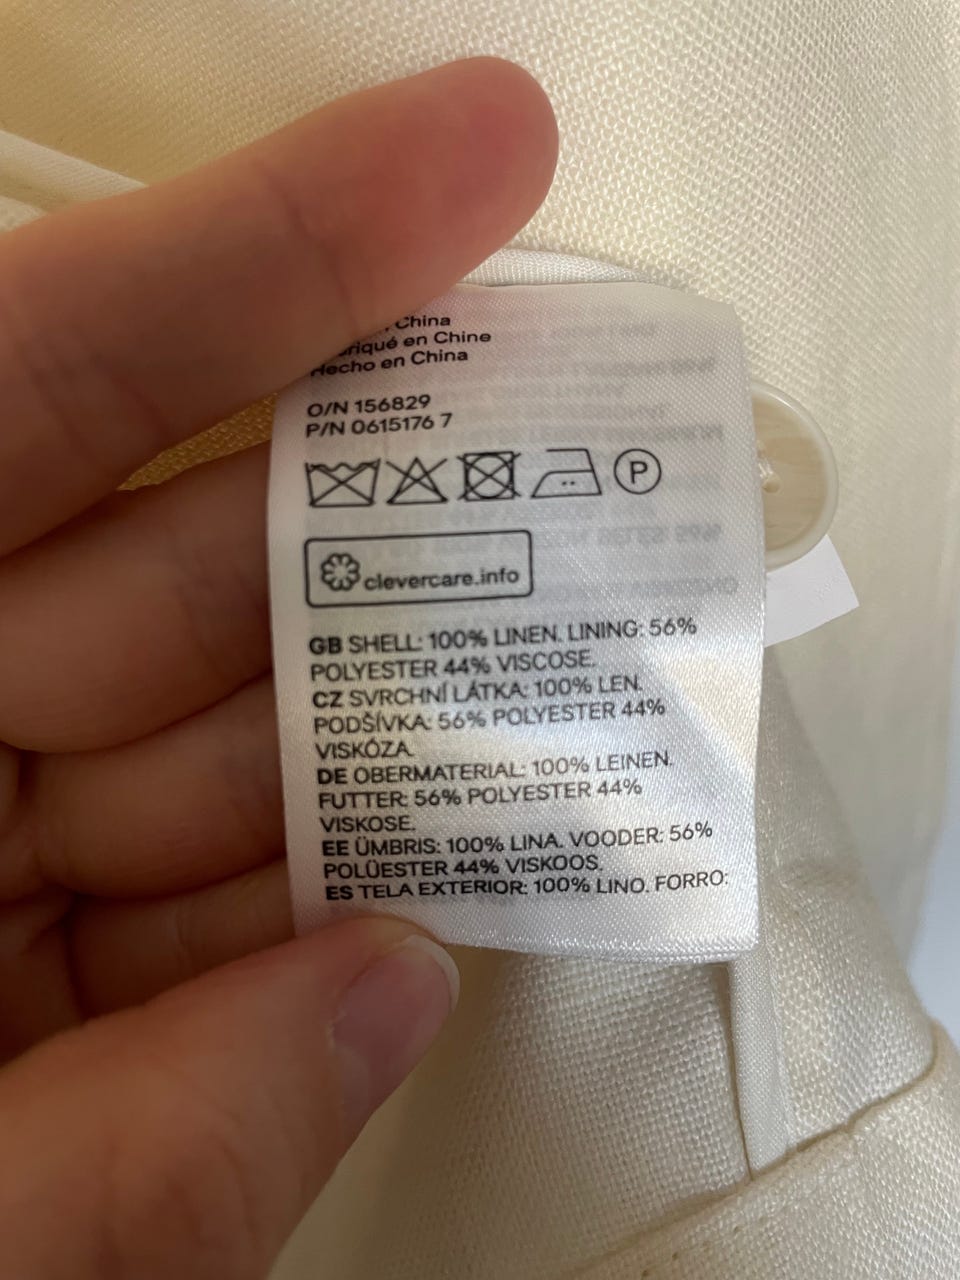 China
en Chine
Hecho en China
O/N 156829
P/N 0615176 7
P
clevercare.info
GB SHELL: 100% LINEN. LINING: 56%
POLYESTER 44% VISCOSE.
CZ SVRCHNÍ LÁTKA: 100% LEN.
PODŠÍVKA: 56% POLYESTER 44%
VISKÓZA.
DE OBERMATERIAL: 100% LEINEN.
FUTTER: 56% POLYESTER 44%
VISKOSE.
EE ÜMBRIS: 100% LINA. VOODER: 56%
POLÜESTER 44% VISKOOS.
ES TELA EXTERIOR: 100% LINO. FORRO: